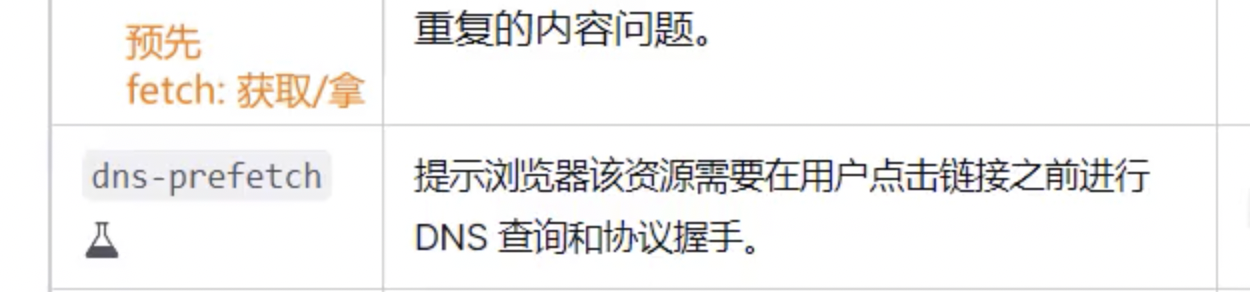 重复的内容问题。
预先
fetch: 获取/拿
dns-prefetch
提示浏览器该资源需要在用户点击链接之前进行
DNS 查询和协议握手。